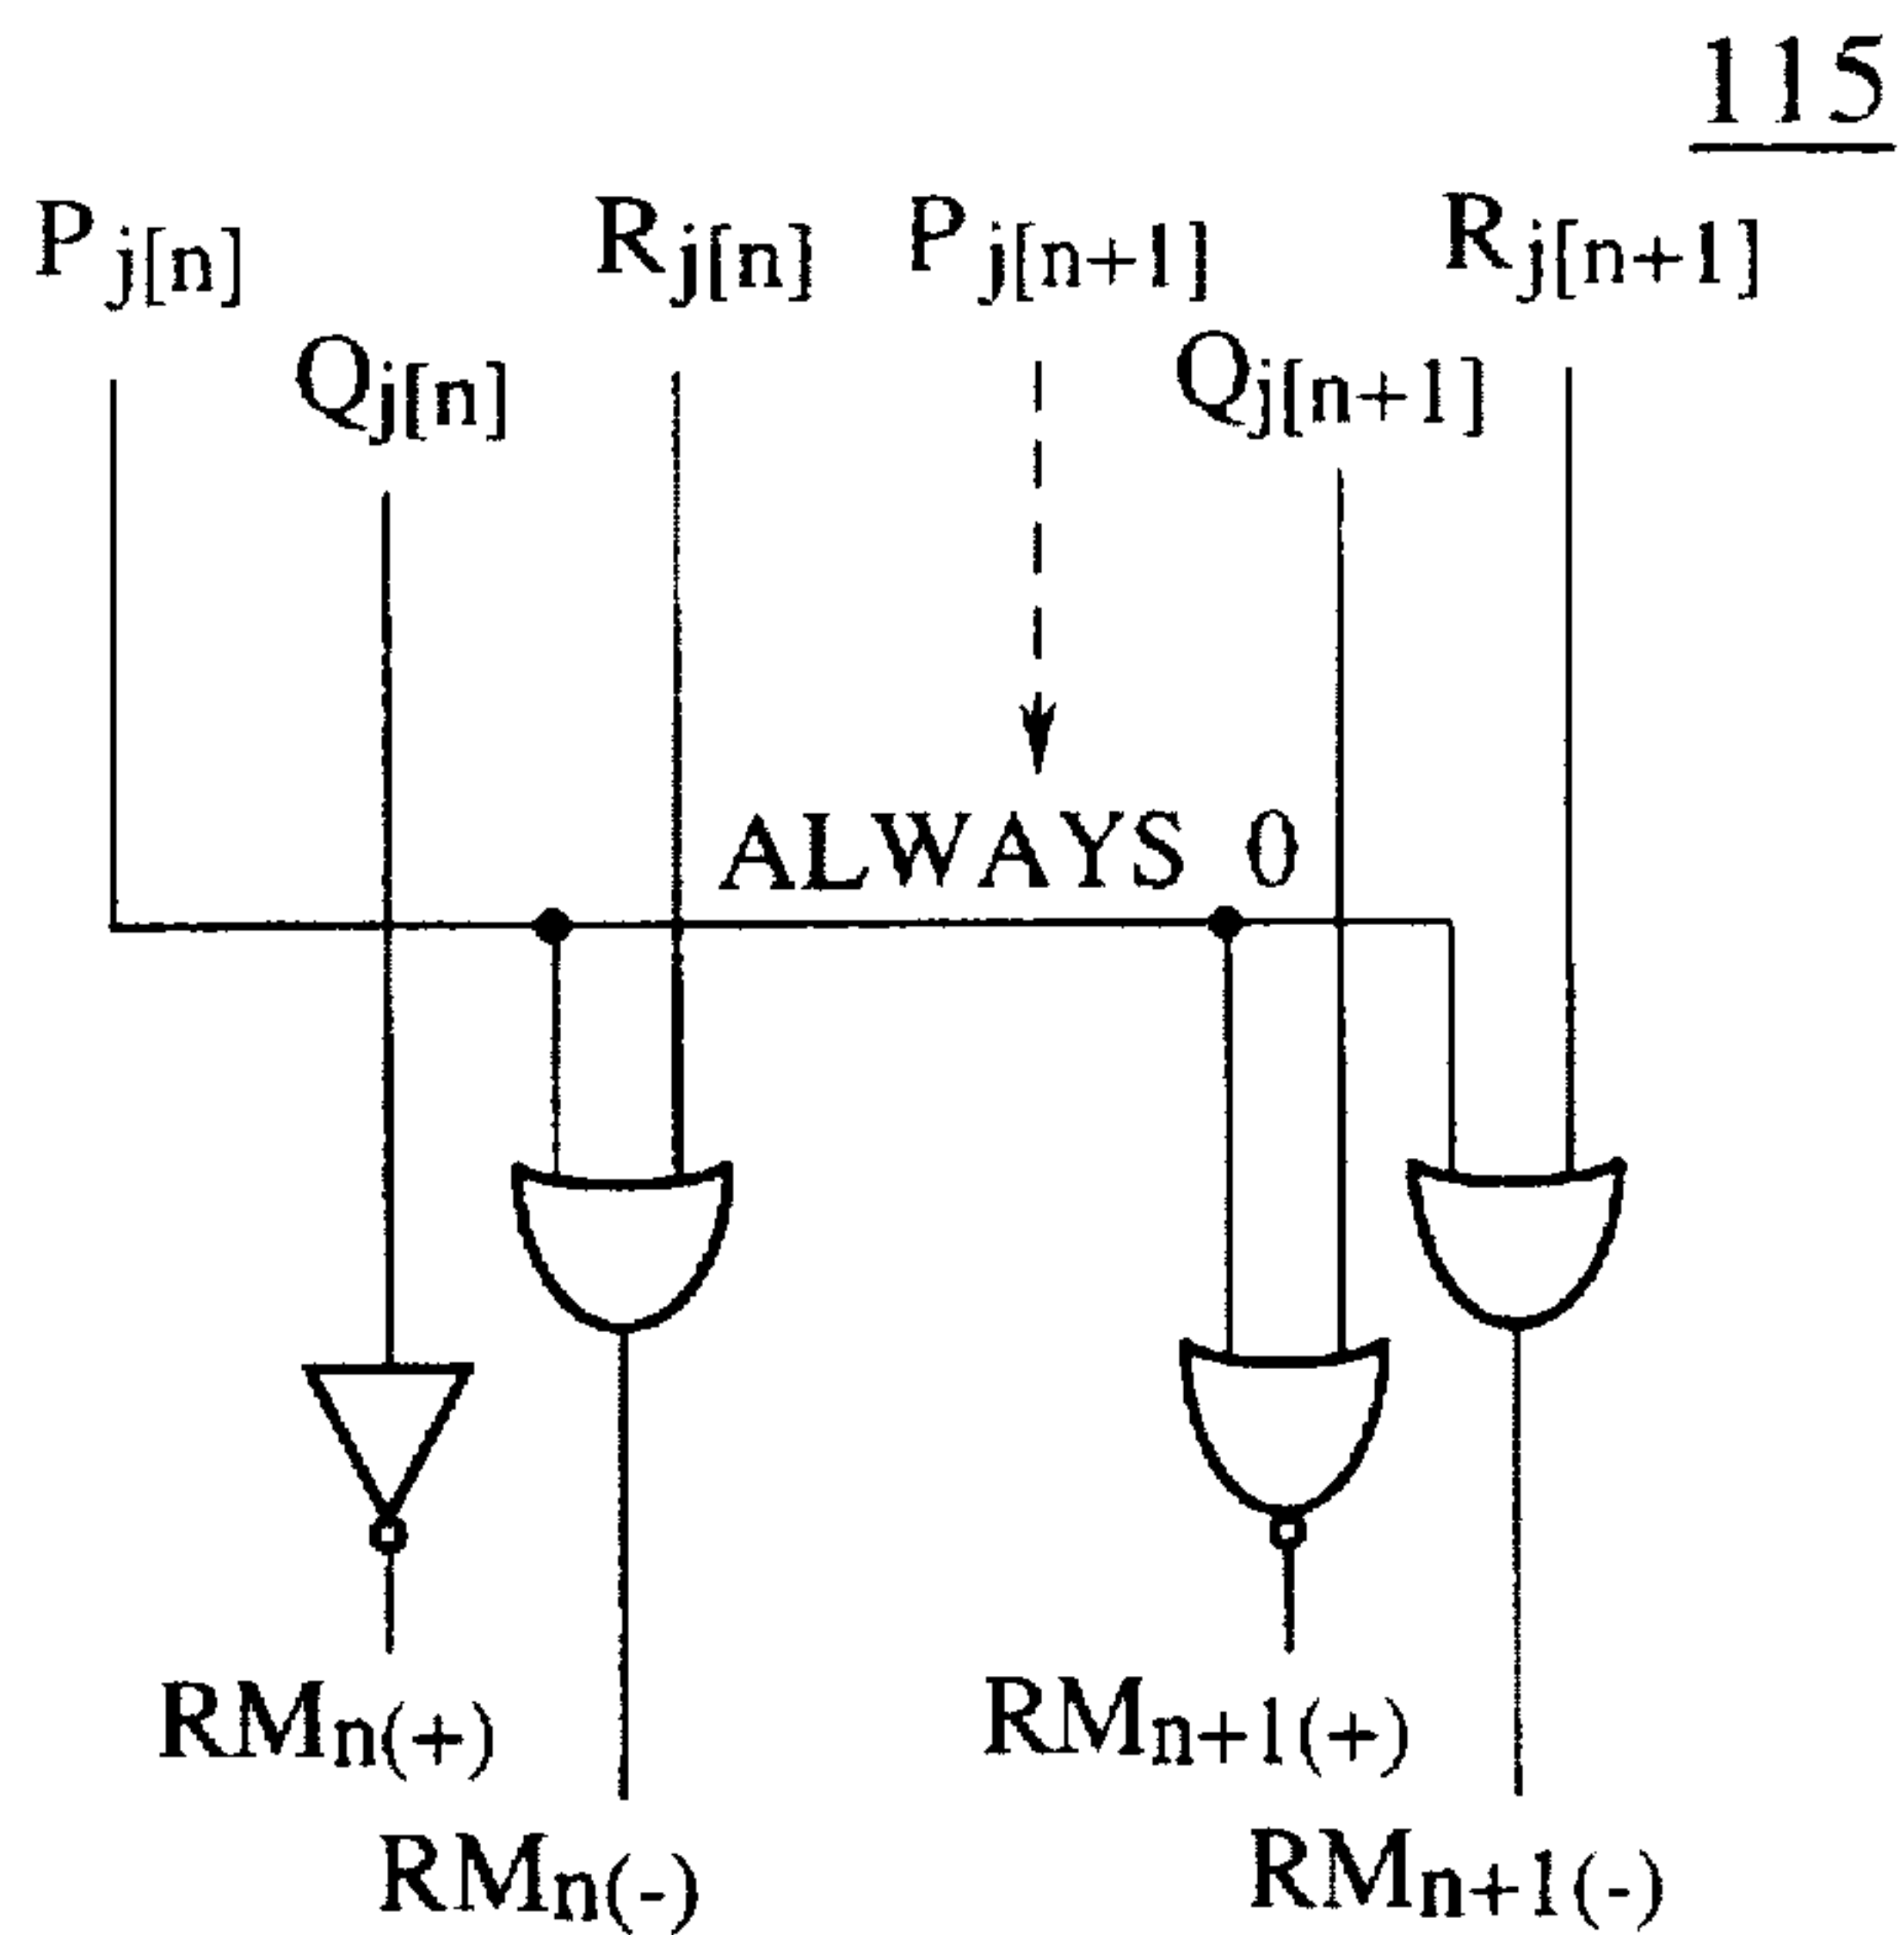 115
Pj[n] Rj[n] Pj[n+1] Rj[n+1]
Qj[n] Qj[n+1]
ALWAYS 0
RMn(+) RMn+1(+)
RMn(-) RMn+1(-)